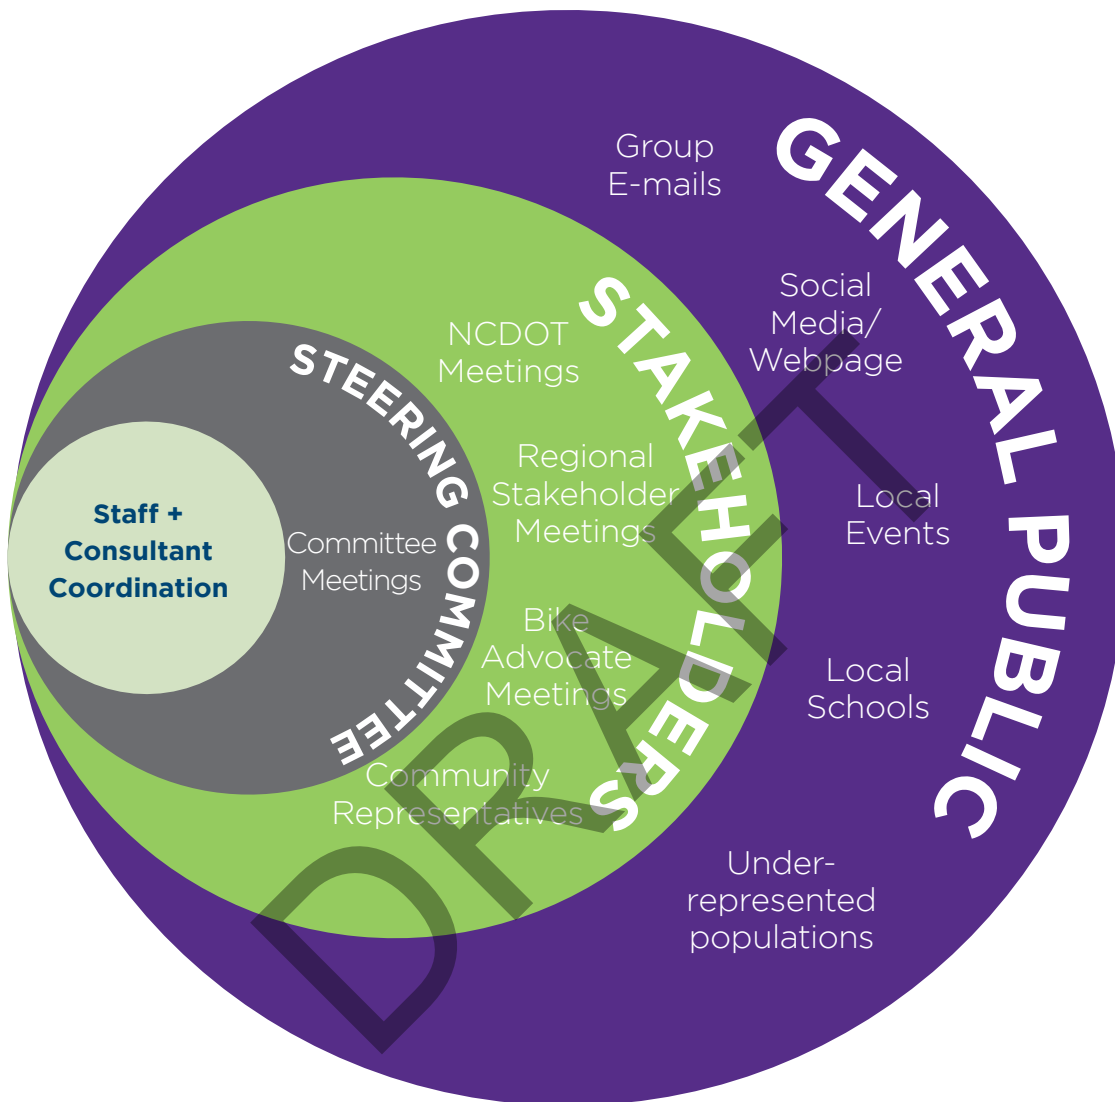 Group
E-mails
GENERAL PUBLIC
Social
Media/
Webpage
STAKEHOLDERS
NCDOT
Meetings
STEERING COMMITTEE
Regional
Stakeholder
Meetings
Local
Events
Staff +
Consultant
Coordination
Committee
Meetings
Bike
Advocate
Meetings
Local
Schools
Community
Representatives
Under-
represented
populations
DRAFT